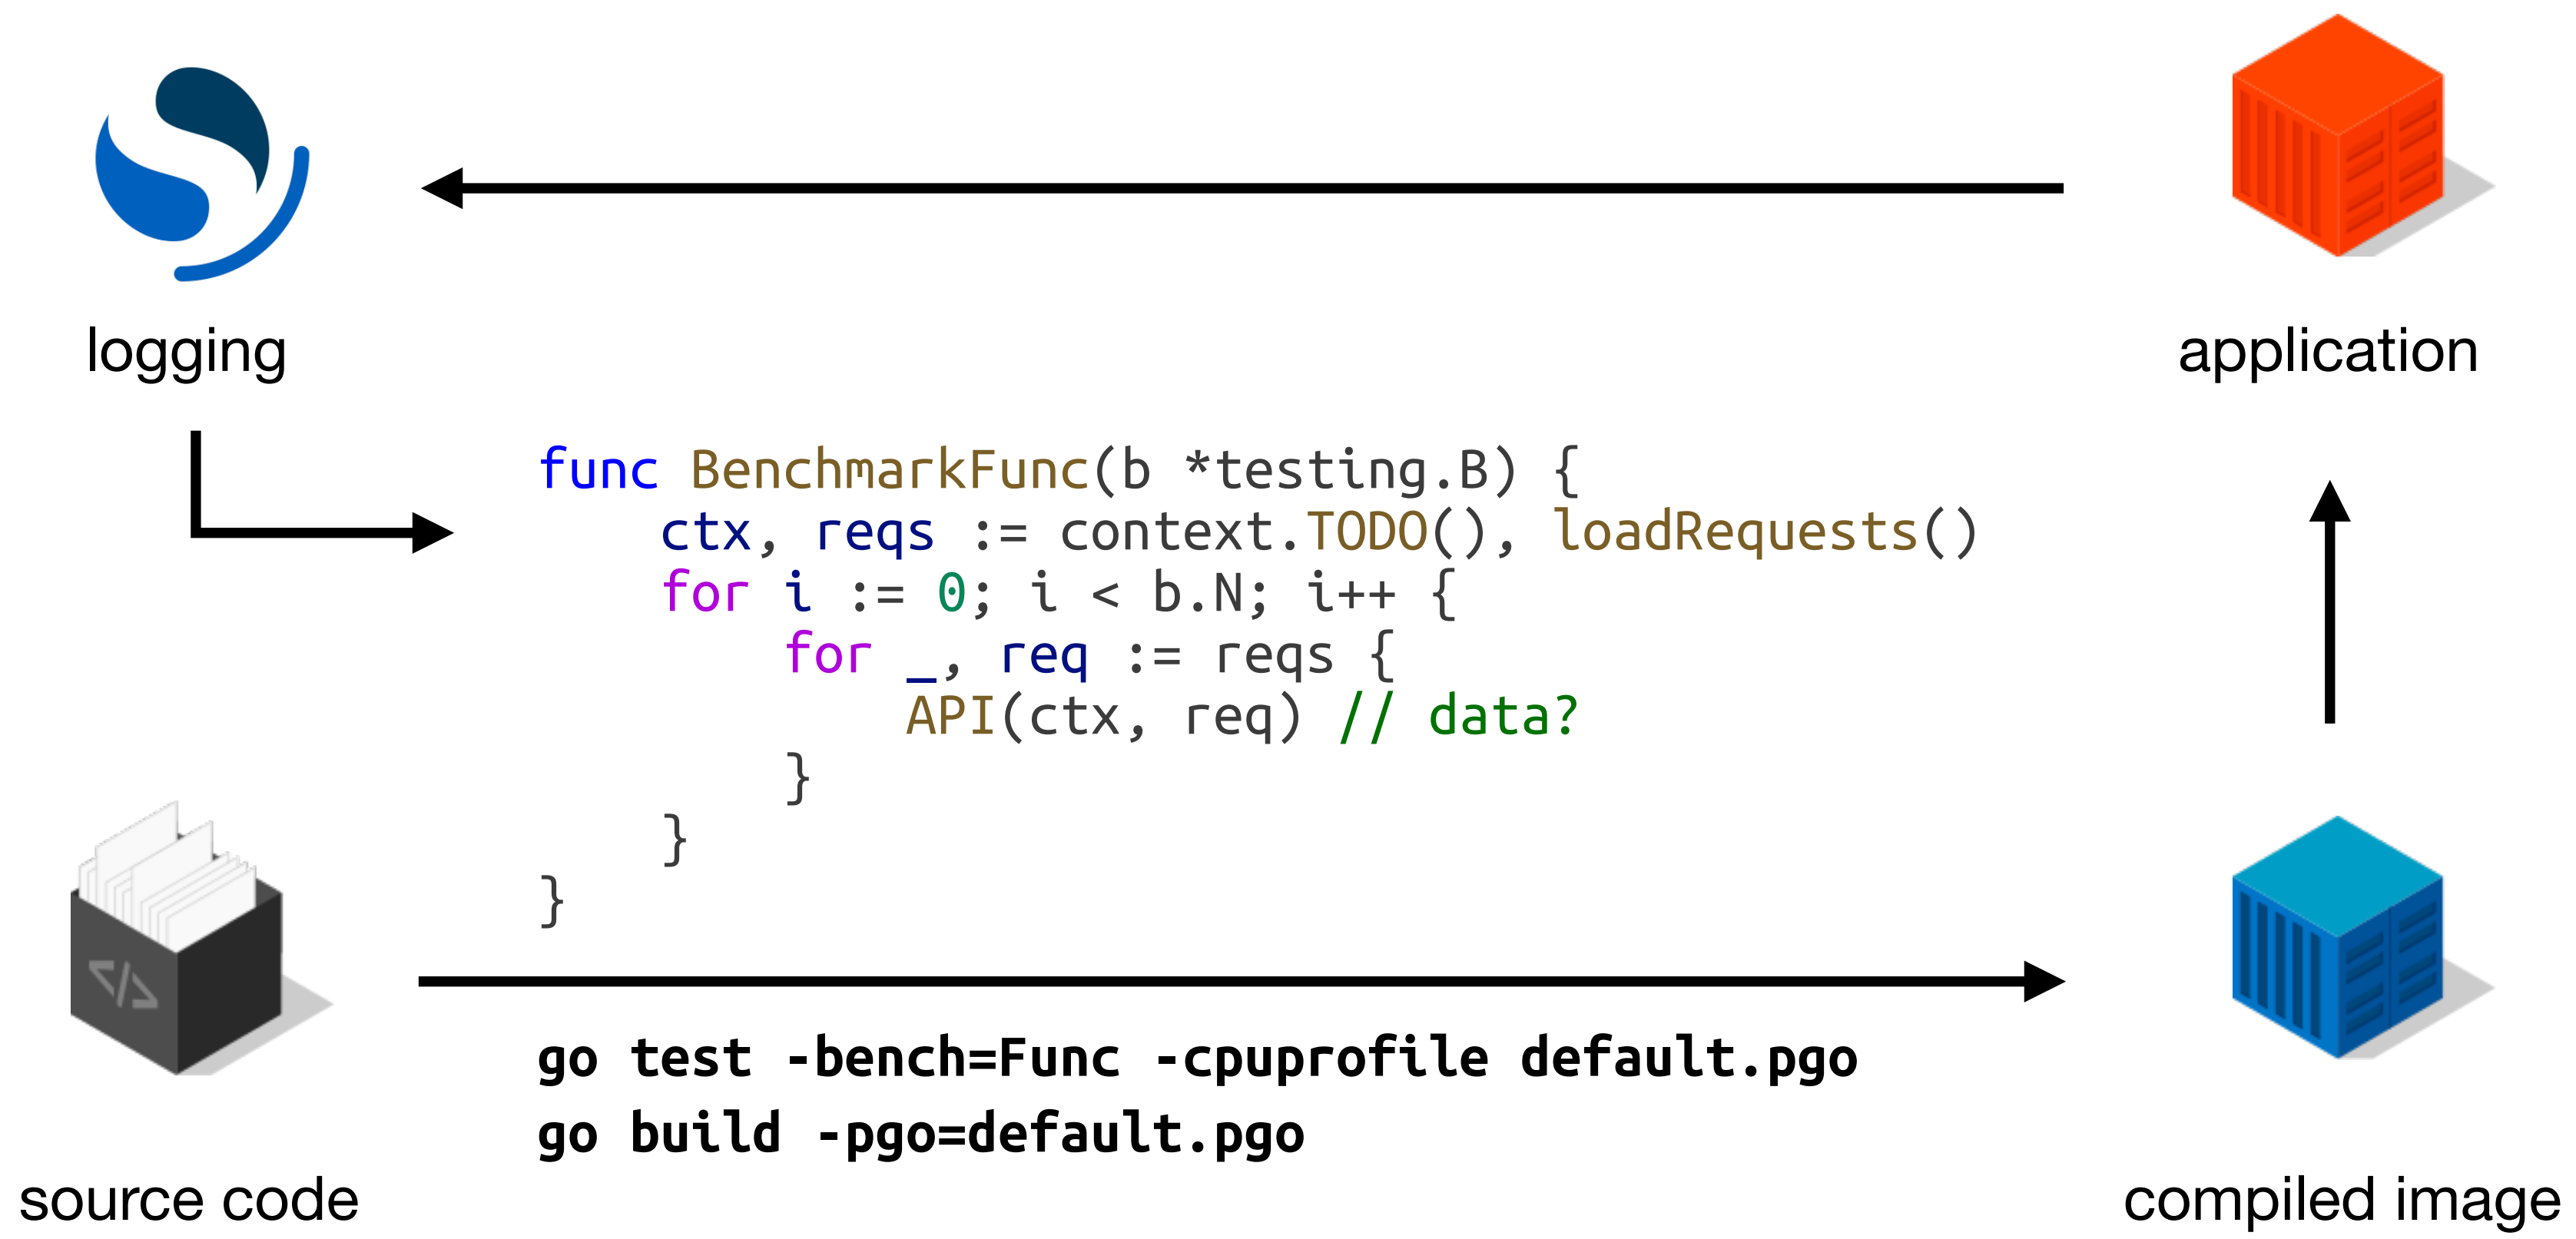 logging
application
func BenchmarkFunc(b *testing.B) {
    ctx, reqs := context.TODO(), loadRequests()
    for i := 0; i < b.N; i++ {
        for _, req := reqs {
            API(ctx, req) // data?
        }
    }
}
</>
go test -bench=Func -cpuprofile default.pgo
go build -pgo=default.pgo
source code
compiled image